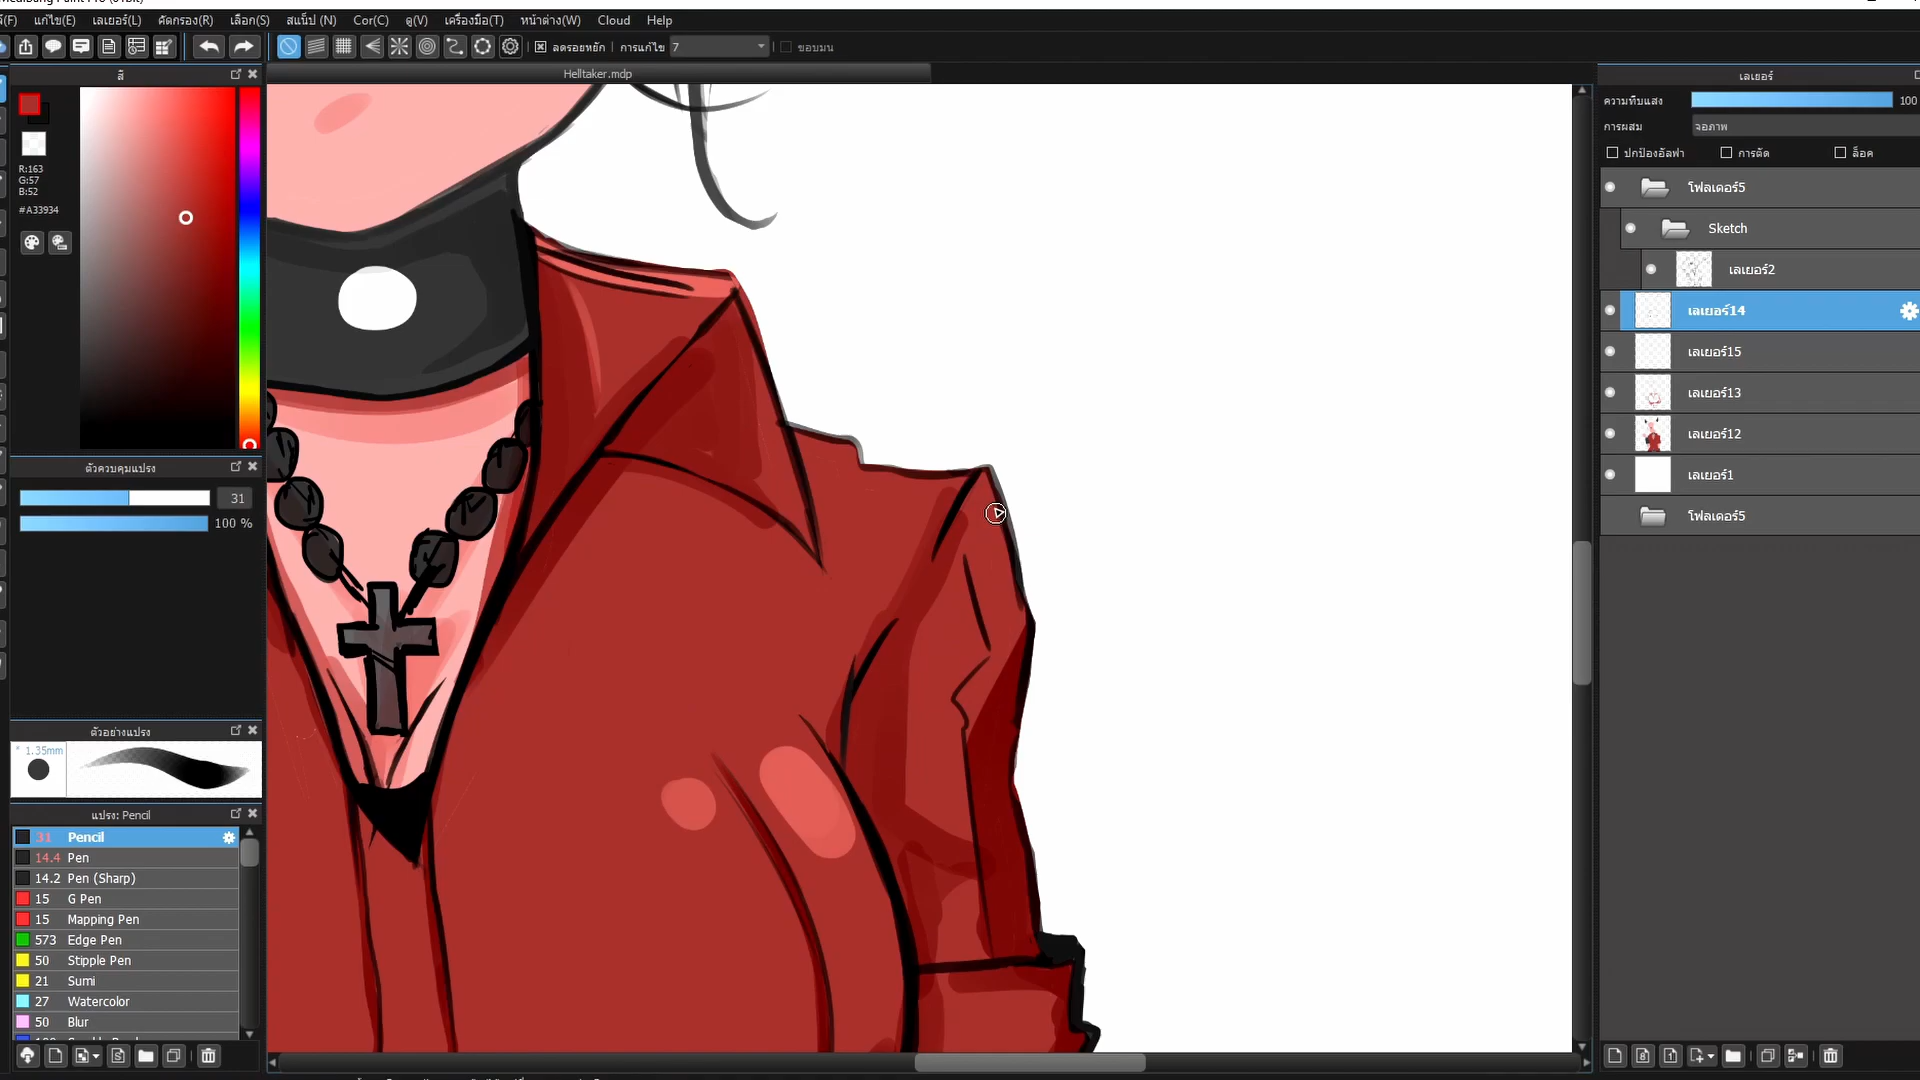 แก้ไข(E) เลเยอร์(L) คัดกรอง(R) เลือก(S) สแน็ป (N) Cor(C) ดู(V) เครื่องมือ(T) หน้าต่าง(W) Cloud Help
ลดรอยหยัก การแก้ไข 7 ขอบมน
สี
Helltaker.mdp
เลเยอร์
ความทึบแสง 100
การผสม จอภาพ
ปกป้องอัลฟา การตัด ล็อค
R:163
G:57
B:52
#A33934
โฟลเดอร์5
Sketch
เลเยอร์2
เลเยอร์14
เลเยอร์15
เลเยอร์13
เลเยอร์12
เลเยอร์1
โฟลเดอร์5
ตัวควบคุมแปรง
31
100 %
ตัวอย่างแปรง
* 1.35mm
แปรง: Pencil
31 Pencil
14.4 Pen
14.2 Pen (Sharp)
15 G Pen
15 Mapping Pen
573 Edge Pen
50 Stipple Pen
21 Sumi
27 Watercolor
50 Blur